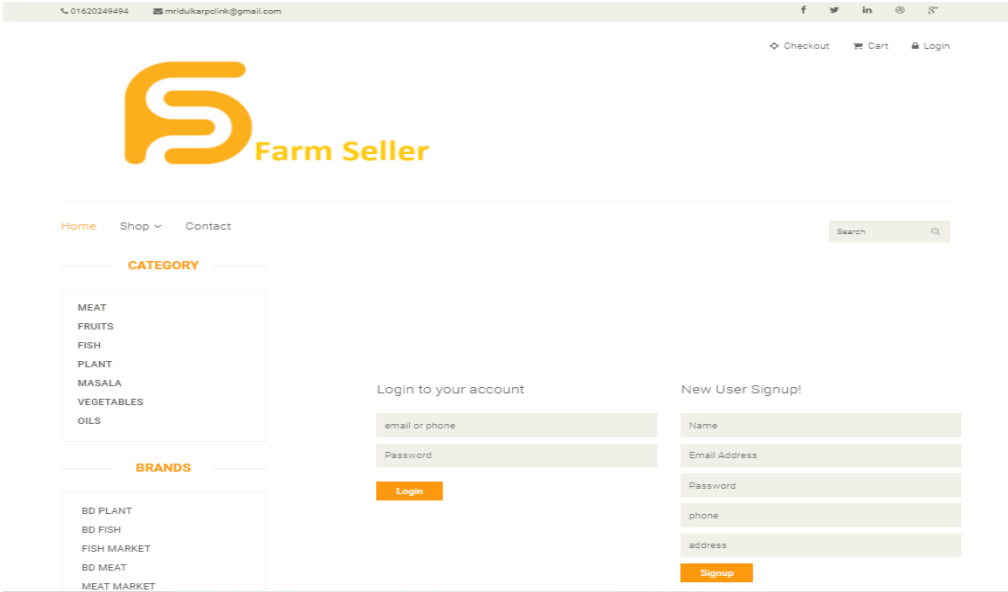 01620249494 mridulkarpclink@gmail.com
Checkout Cart Login
Farm Seller
Home Shop Contact
Search
CATEGORY
MEAT
FRUITS
FISH
PLANT
MASALA
VEGETABLES
OILS
BRANDS
BD PLANT
BD FISH
FISH MARKET
BD MEAT
MEAT MARKET
Login to your account
email or phone
Password
Login
New User Signup!
Name
Email Address
Password
phone
address
Signup